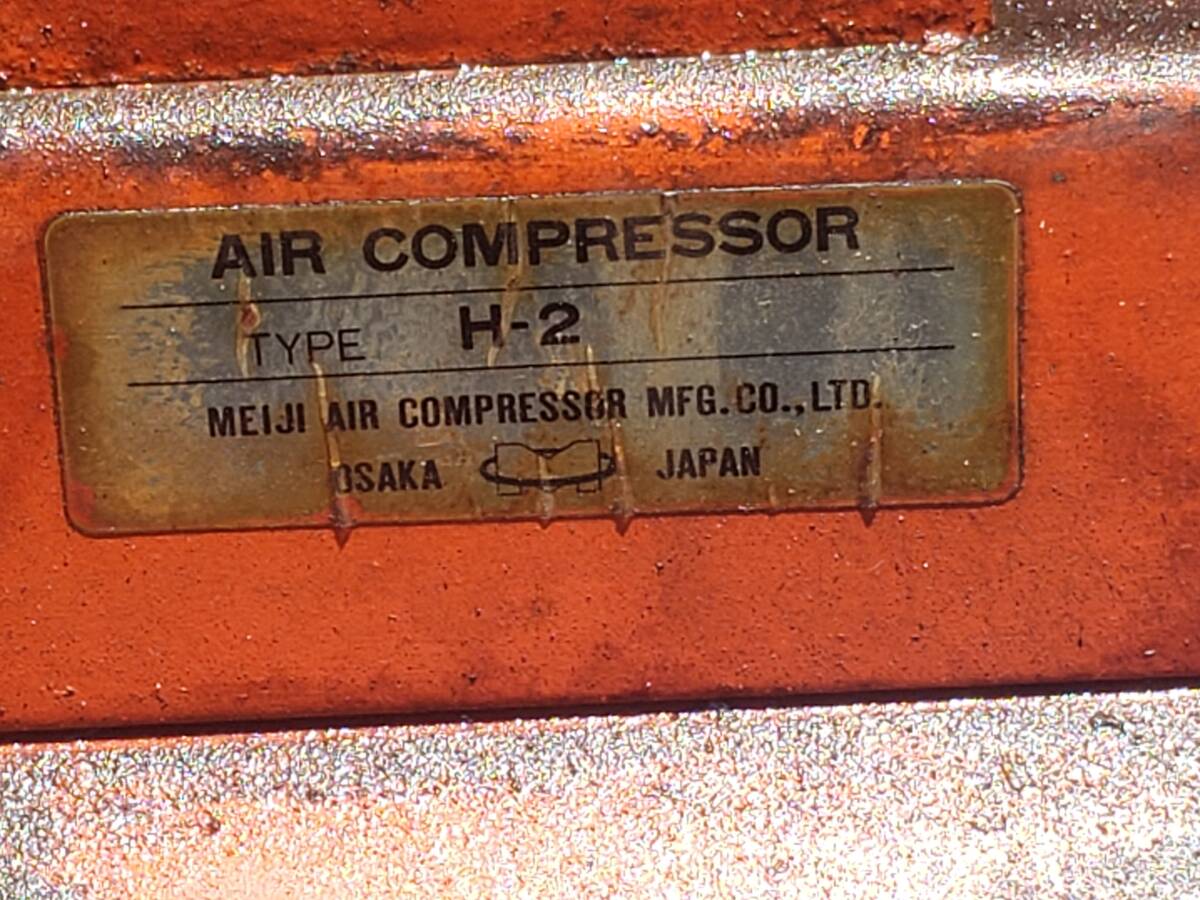 AIR COMPRESSOR
TYPE H-2
MEIJI AIR COMPRESSOR MFG.CO.,LTD.
OSAKA JAPAN